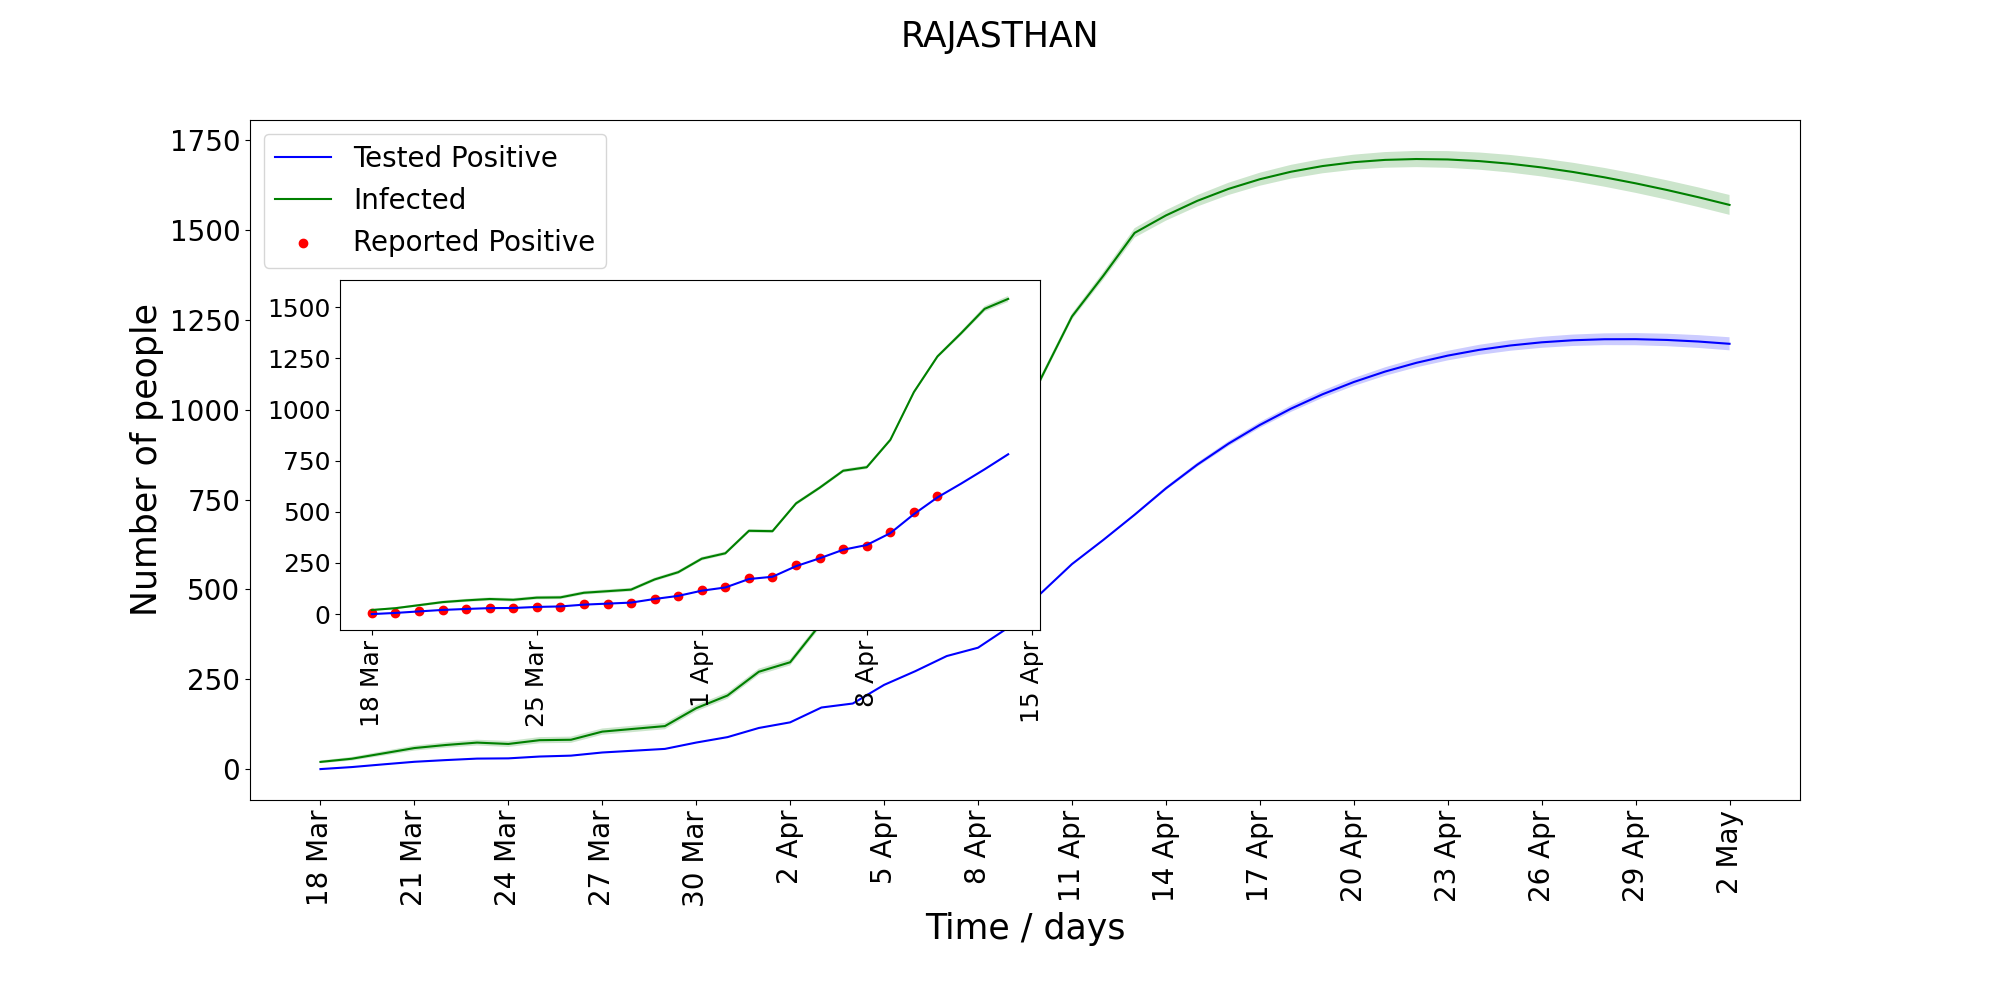 RAJASTHAN
1750
1500
1250
1000
750
500
250
0
Number of people
Tested Positive
Infected
Reported Positive
1500
1250
1000
750
500
250
0
18 Mar
25 Mar
1 Apr
8 Apr
15 Apr
18 Mar
21 Mar
24 Mar
27 Mar
30 Mar
2 Apr
5 Apr
8 Apr
11 Apr
14 Apr
17 Apr
20 Apr
23 Apr
26 Apr
29 Apr
2 May
Time / days